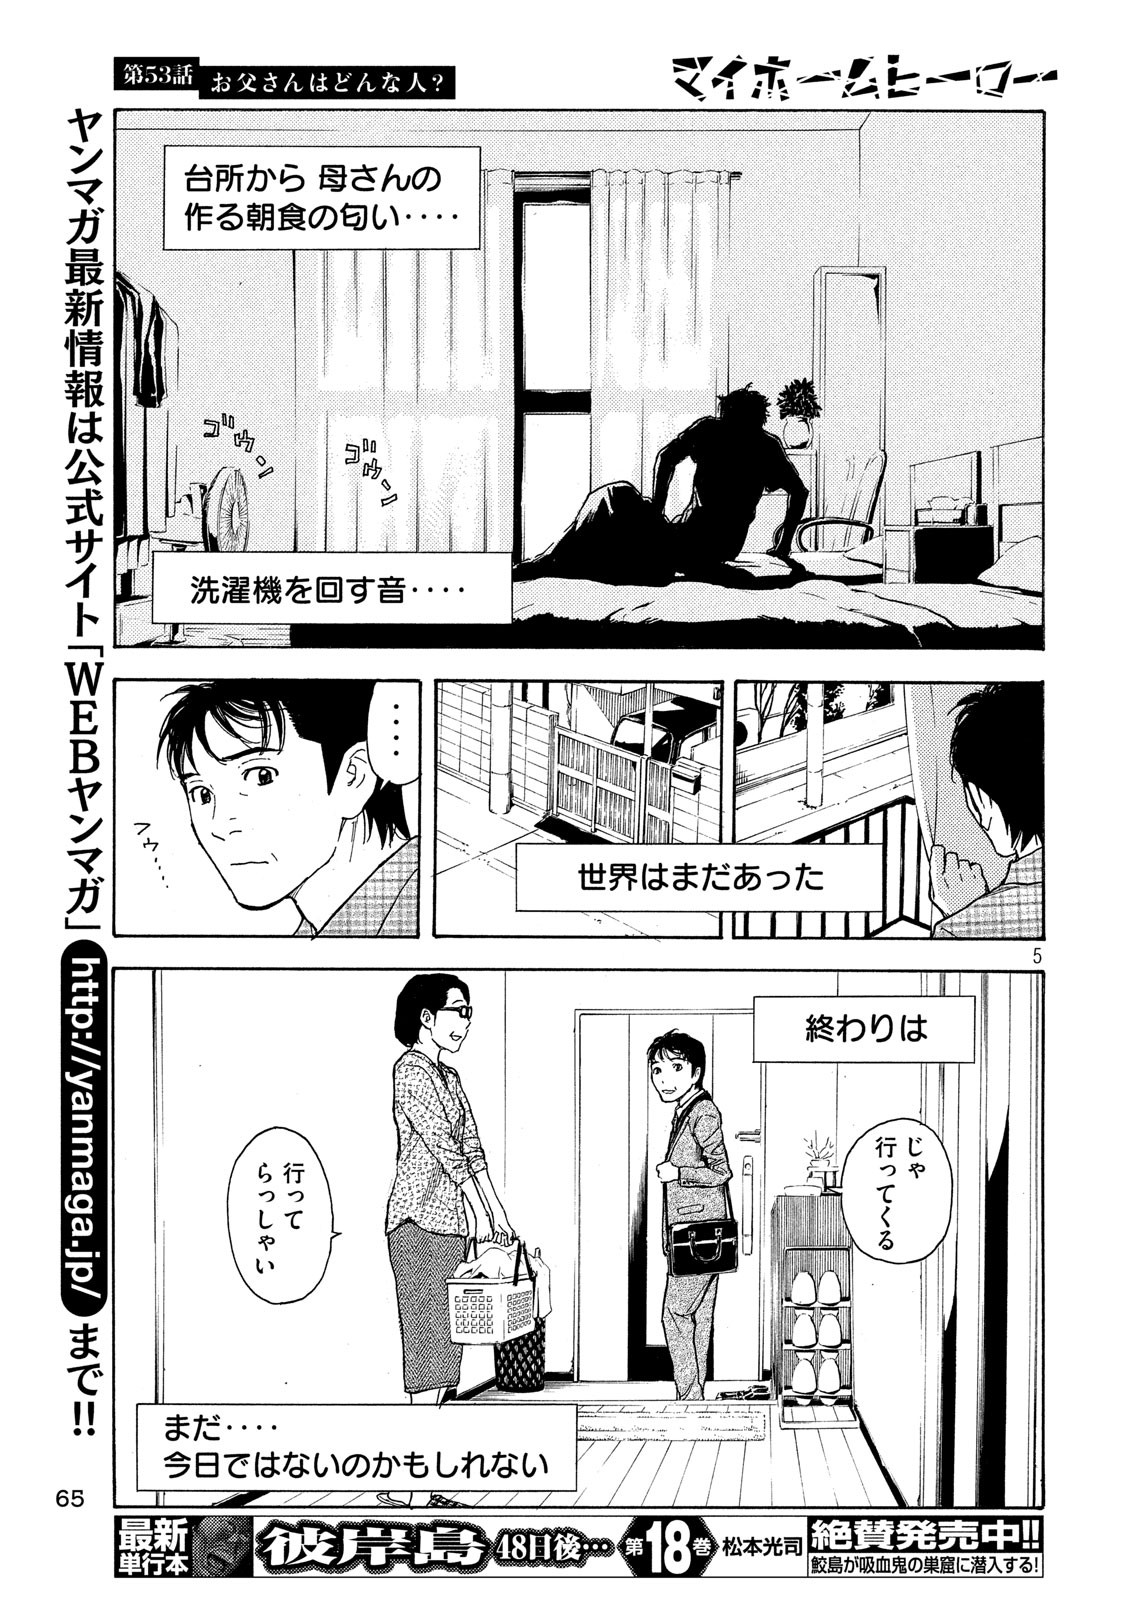 マイホームヒーロー
第53話
お父さんはどんな人?
台所から 母さんの
作る朝食の匂い‥‥
ゴウン
ゴウン
洗濯機を回す音‥‥
世界はまだあった
‥‥
フゥ‥‥
5
終わりは
じゃ
行ってくる
行って
らっしゃい
まだ‥‥
今日ではないのかもしれない
ヤンマガ最新情報は公式サイト「WEBヤンマガ」http://yanmaga.jp/まで!!
65
最新
単行本
彼岸島 48日後… 第18巻 松本光司
絶賛発売中!!
鮫島が吸血鬼の巣窟に潜入する!